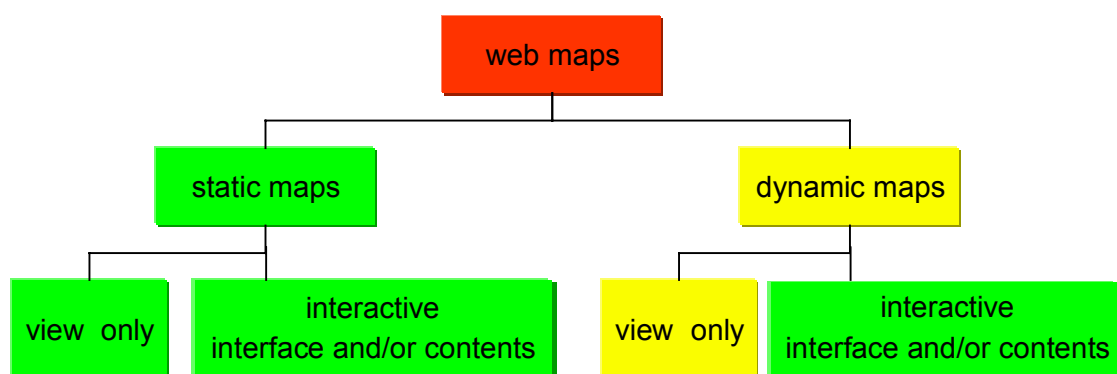 web maps
static maps
dynamic maps
view only
interactive
interface and/or contents
view only
interactive
interface and/or contents